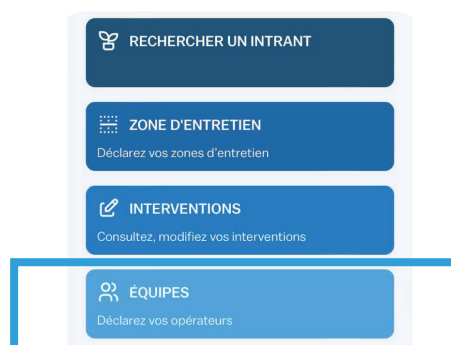 RECHERCHER UN INTRANT
ZONE D'ENTRETIEN
Déclarez vos zones d'entretien
INTERVENTIONS
Consultez, modifiez vos interventions
ÉQUIPES
Déclarez vos opérateurs